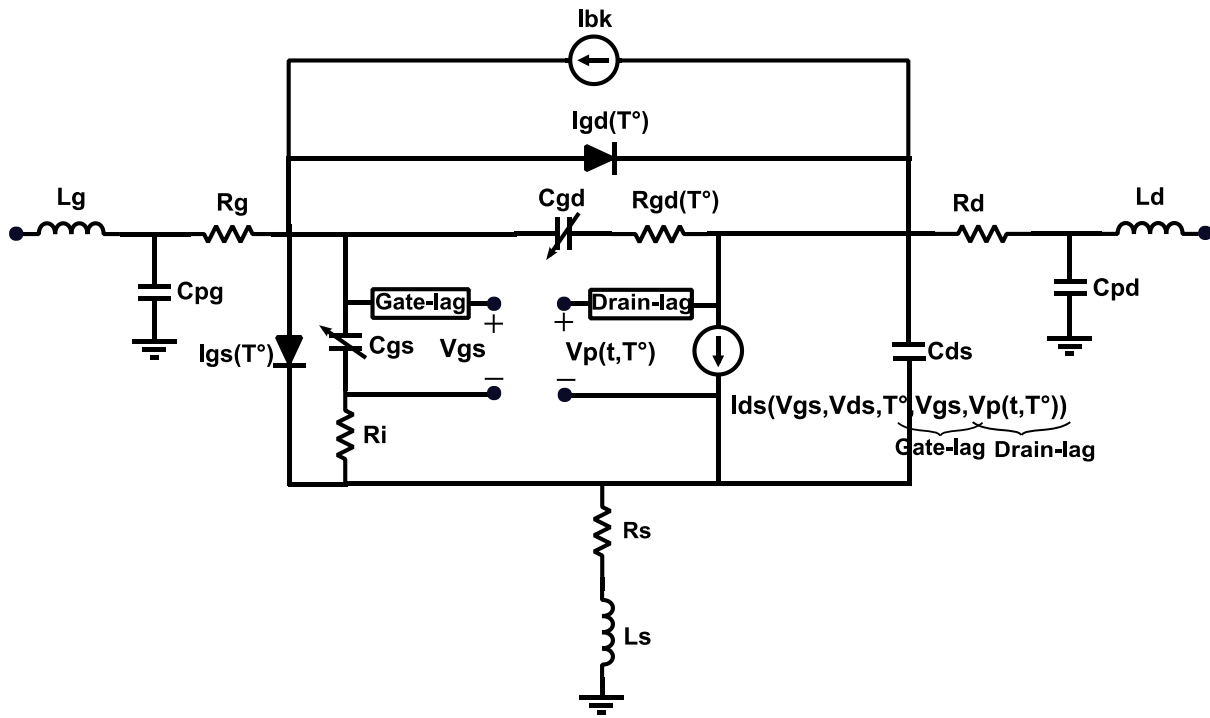 Ibk
Igd(T°)
Lg
Rg
Cgd
Rgd(T°)
Rd
Ld
Cpg
Gate-lag
Drain-lag
Cpd
+
+
Igs(T°)
Cgs
Vgs
Vp(t,T°)
Cds
−
−
Ids(Vgs,Vds,T°,Vgs,Vp(t,T°))
Ri
Gate-lag
Drain-lag
Rs
Ls